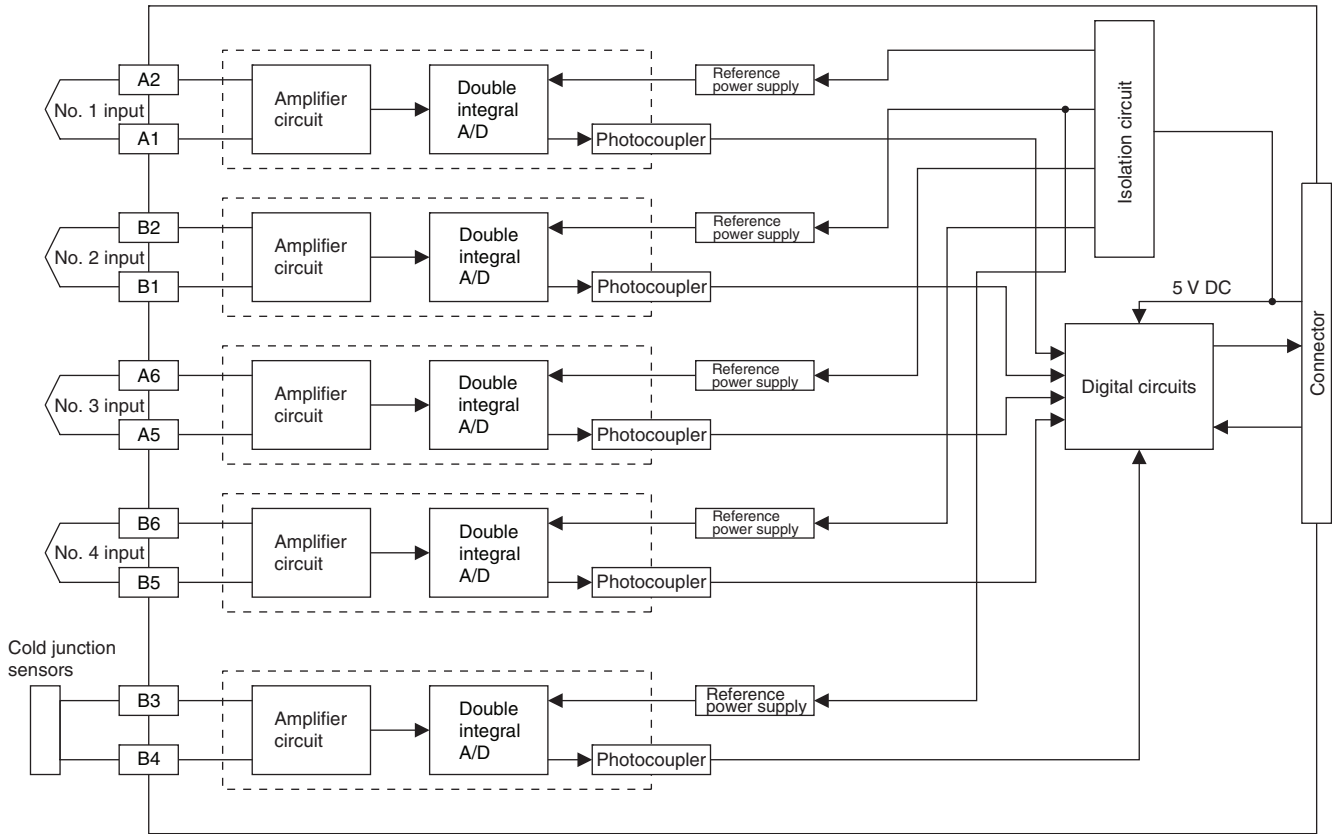 A2
No. 1 input
A1
Amplifier
circuit
Double
integral
A/D
Reference
power supply
Photocoupler
Isolation circuit
B2
No. 2 input
B1
Amplifier
circuit
Double
integral
A/D
Reference
power supply
Photocoupler
5 V DC
Connector
A6
No. 3 input
A5
Amplifier
circuit
Double
integral
A/D
Reference
power supply
Photocoupler
Digital circuits
B6
No. 4 input
B5
Amplifier
circuit
Double
integral
A/D
Reference
power supply
Photocoupler
Cold junction
sensors
B3
B4
Amplifier
circuit
Double
integral
A/D
Reference
power supply
Photocoupler